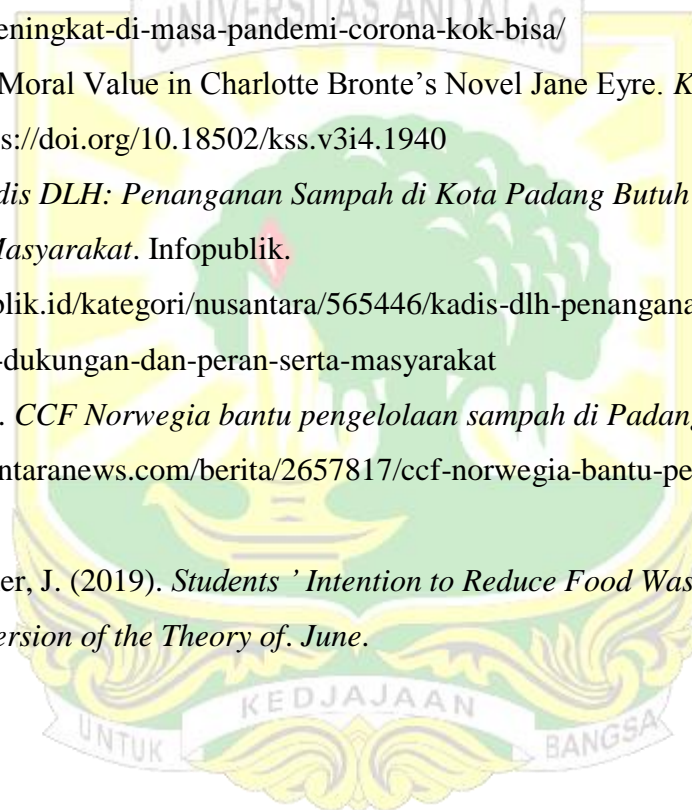 UNIVERSITAS ANDALAS
eningkat-di-masa-pandemi-corona-kok-bisa/
Moral Value in Charlotte Bronte’s Novel Jane Eyre. K
s://doi.org/10.18502/kss.v3i4.1940
dis DLH: Penanganan Sampah di Kota Padang Butuh
Masyarakat. Infopublik.
blik.id/kategori/nusantara/565446/kadis-dlh-penangana
-dukungan-dan-peran-serta-masyarakat
. CCF Norwegia bantu pengelolaan sampah di Padang
ntaranews.com/berita/2657817/ccf-norwegia-bantu-pe
er, J. (2019). Students ’ Intention to Reduce Food Was
ersion of the Theory of. June.
KEDJAJAAN
UNTUK BANGSA